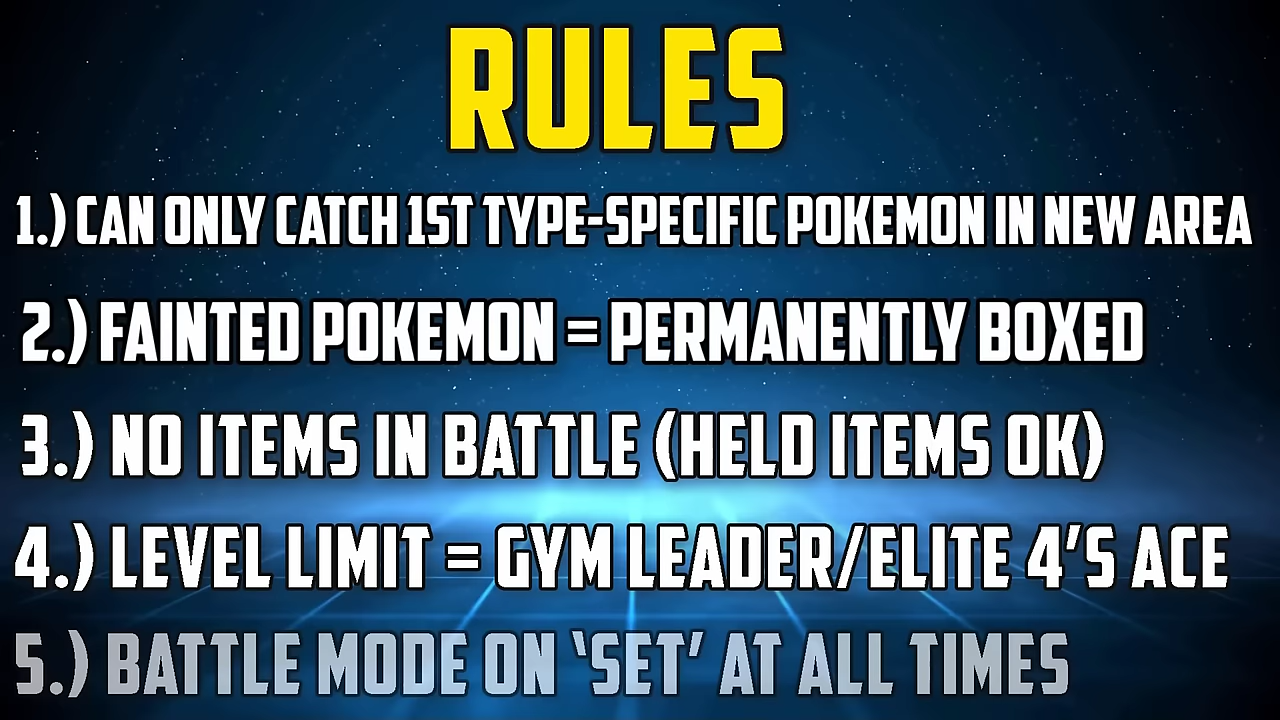 RULES
1.) CAN ONLY CATCH 1ST TYPE-SPECIFIC POKEMON IN NEW AREA
2.) FAINTED POKEMON = PERMANENTLY BOXED
3.) NO ITEMS IN BATTLE (HELD ITEMS OK)
4.) LEVEL LIMIT = GYM LEADER/ELITE 4'S ACE
5.) BATTLE MODE ON 'SET' AT ALL TIMES